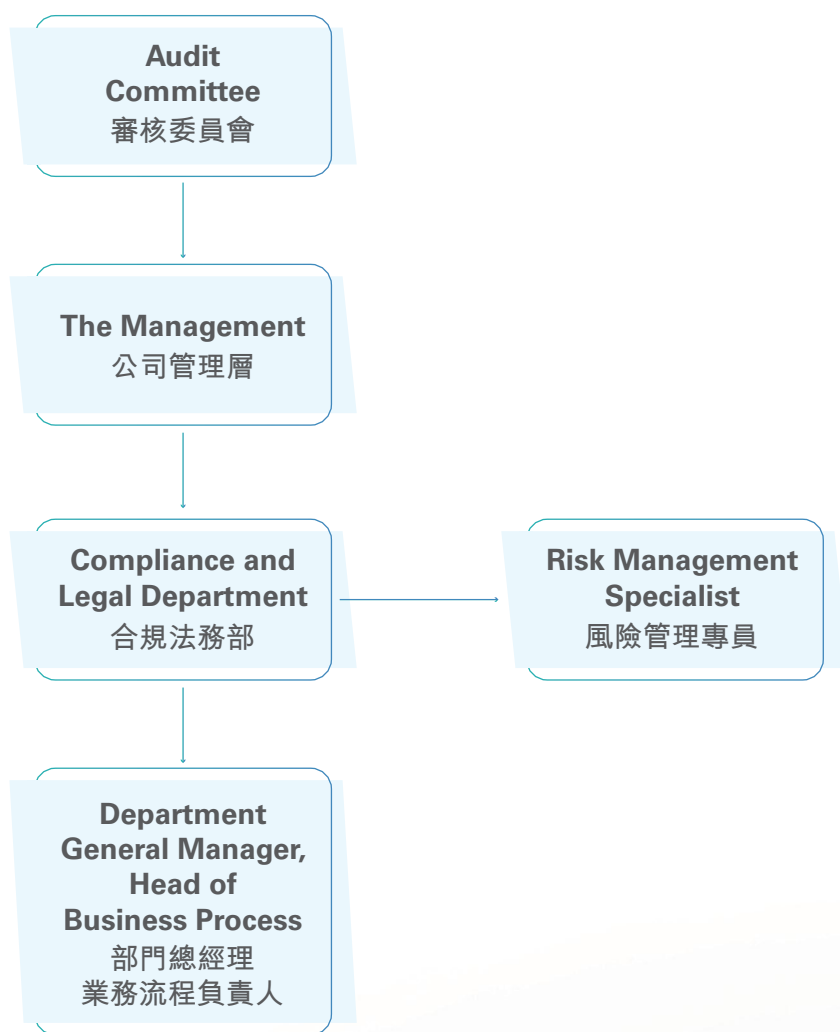 Audit
Committee
審核委員會
The Management
公司管理層
Compliance and
Legal Department
合規法務部
Risk Management
Specialist
風險管理專員
Department
General Manager,
Head of
Business Process
部門總經理
業務流程負責人